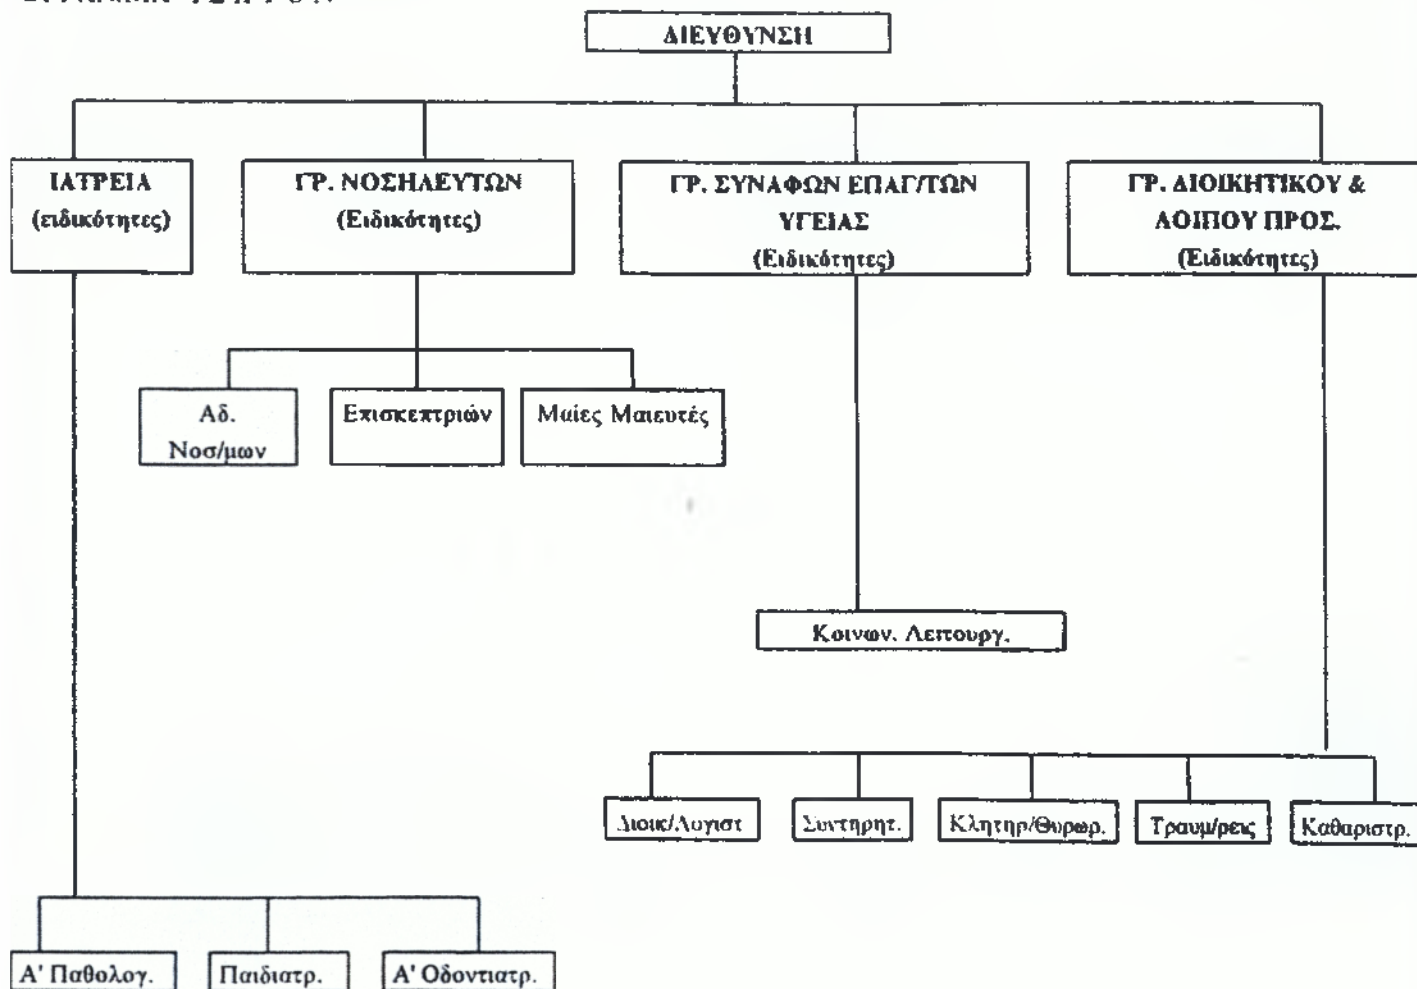 ΔΙΕΥΘΥΝΣΗ
ΙΑΤΡΕΙΑ
(ειδικότητες)
ΓΡ. ΝΟΣΗΛΕΥΤΩΝ
(Ειδικότητες)
ΓΡ. ΣΥΝΑΦΩΝ ΕΠΑΓ/ΤΩΝ
ΥΓΕΙΑΣ
(Ειδικότητες)
ΓΡ. ΔΙΟΙΚΗΤΙΚΟΥ &
ΛΟΙΠΟΥ ΠΡΟΣ.
(Ειδικότητες)
Αδ.
Νοσ/μων
Επισκεπτριών
Μαίες Μαιευτές
Κοινων. Λειτουργ.
Διοικ/Λογιστ
Συντηρητ.
Κλητηρ/Θυρωρ.
Τραυμ/ρεις
Καθαριστρ.
Α' Παθολογ.
Παιδιατρ.
Α' Οδοντιατρ.